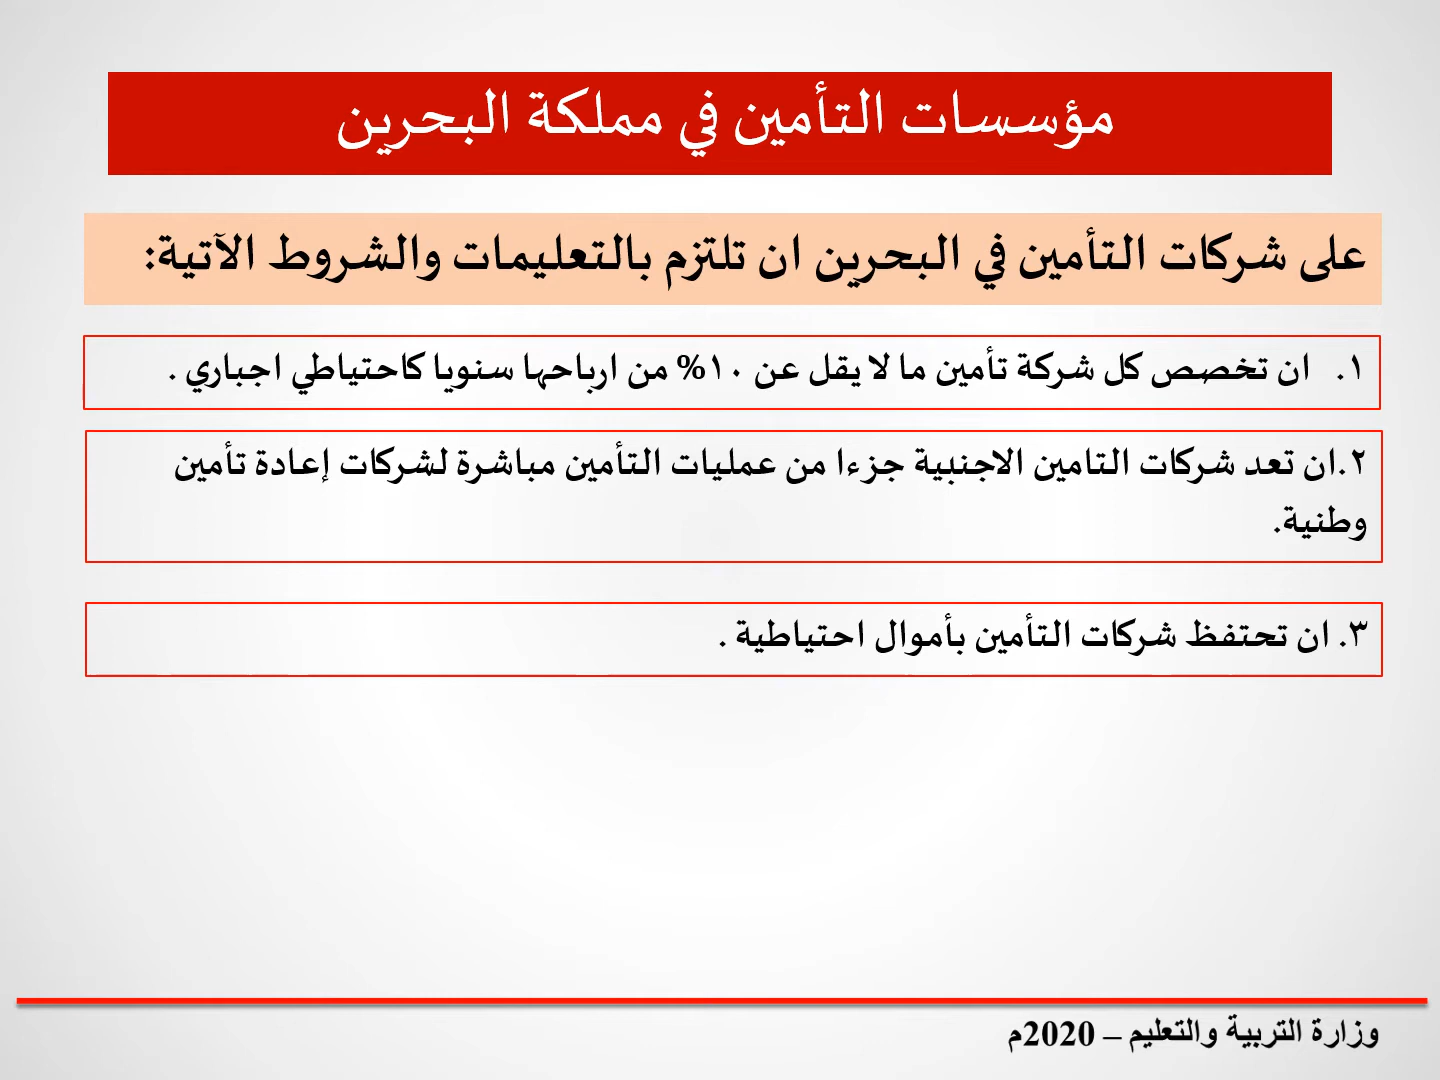 مؤسسات التأمين في مملكة البحرين
على شركات التأمين في البحرين ان تلتزم بالتعليمات والشروط الآتية:
١. ان تخصص كل شركة تأمين ما لا يقل عن ١٠% من ارباحها سنويا كاحتياطي اجباري .
٢.ان تعد شركات التامين الاجنبية جزءا من عمليات التأمين مباشرة لشركات إعادة تأمين
وطنية.
٣. ان تحتفظ شركات التأمين بأموال احتياطية .
وزارة التربية والتعليم – 2020م